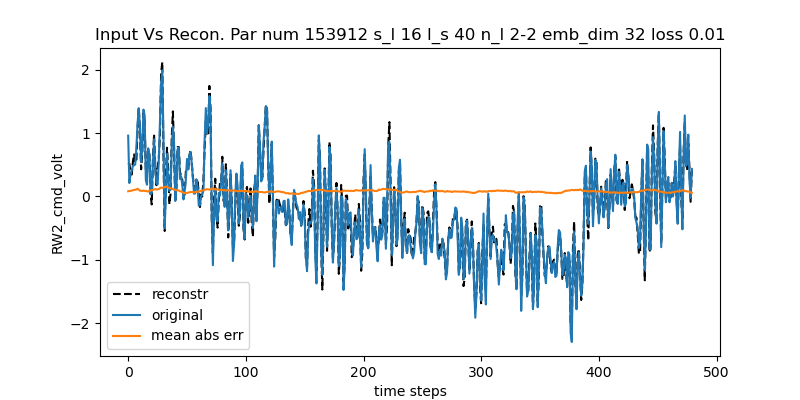 Input Vs Recon. Par num 153912 s_l 16 l_s 40 n_l 2-2 emb_dim 32 loss 0.01
2
1
0
−1
−2
RW2_cmd_volt
reconstr
original
mean abs err
0 100 200 300 400 500
time steps